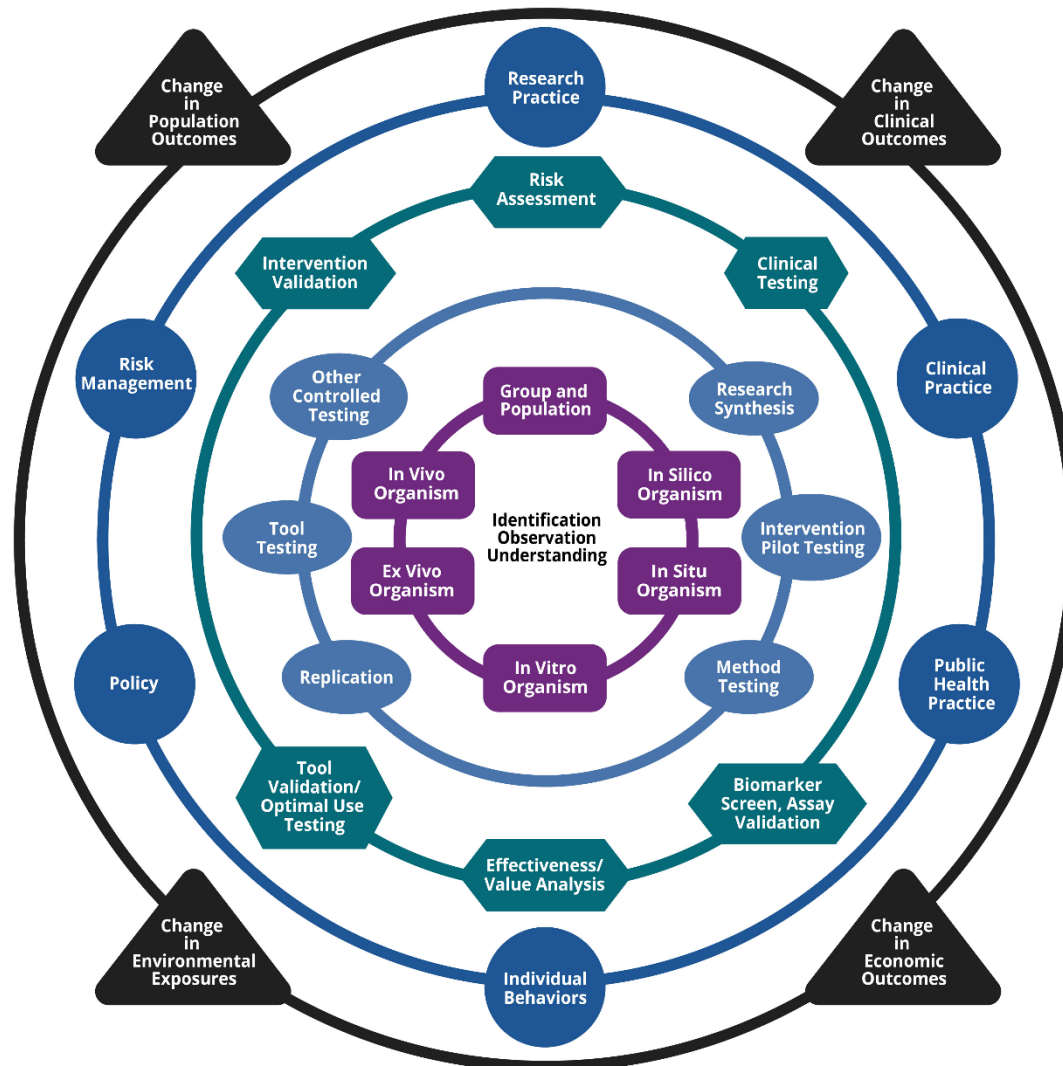 Change
in
Population
Outcomes
Research
Practice
Change
in
Clinical
Outcomes
Risk
Assessment
Intervention
Validation
Clinical
Testing
Risk
Management
Other
Controlled
Testing
Group and
Population
Research
Synthesis
Clinical
Practice
In Vivo
Organism
In Silico
Organism
Tool
Testing
Identification
Observation
Understanding
Intervention
Pilot Testing
Ex Vivo
Organism
In Situ
Organism
Policy
Replication
In Vitro
Organism
Method
Testing
Public
Health
Practice
Tool
Validation/
Optimal Use
Testing
Biomarker
Screen, Assay
Validation
Effectiveness/
Value Analysis
Change
in
Environmental
Exposures
Individual
Behaviors
Change
in
Economic
Outcomes